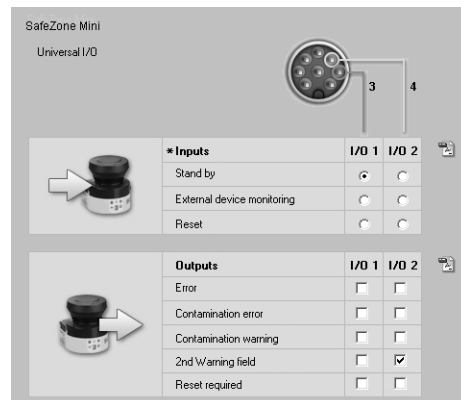 SafeZone Mini
Universal I/O
3 4
*Inputs I/O 1 I/O 2
Stand by
External device monitoring
Reset
Outputs I/O 1 I/O 2
Error
Contamination error
Contamination warning
2nd Warning field
Reset required